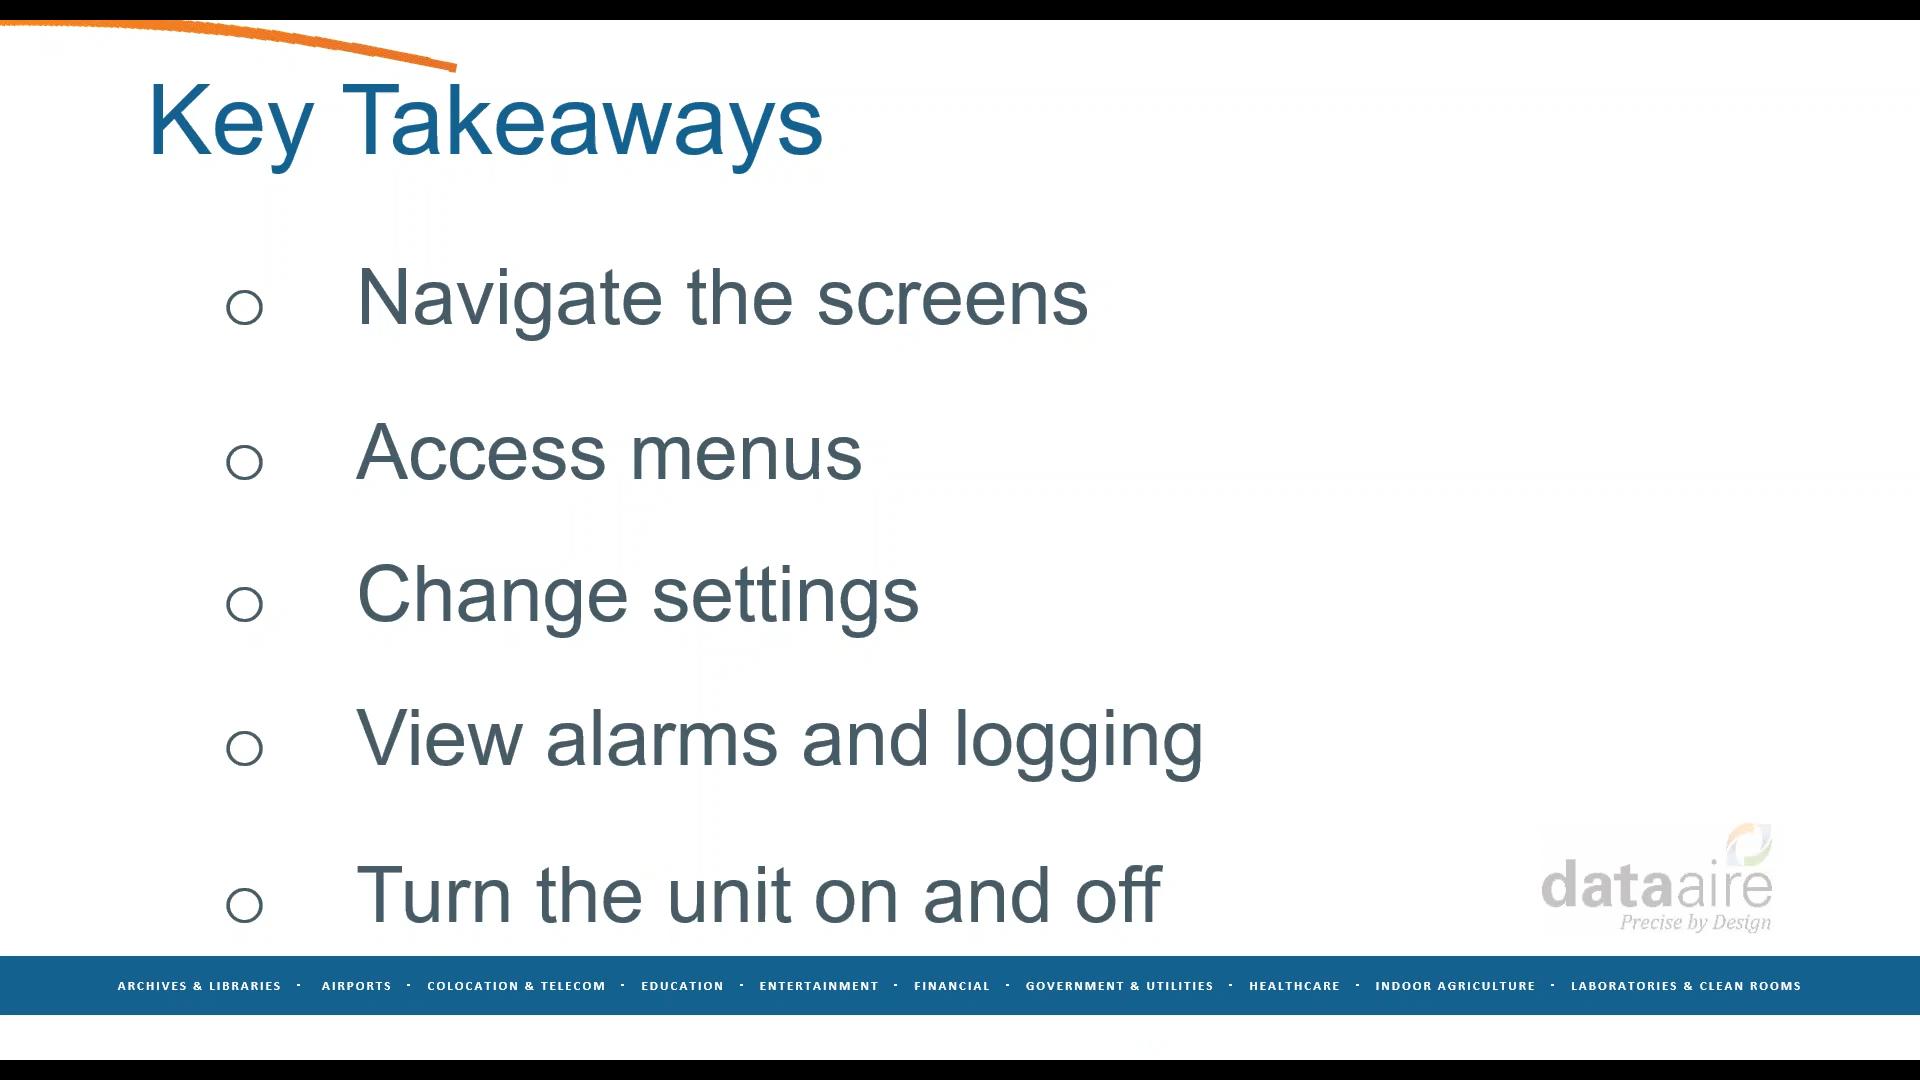 Key Takeaways
o Navigate the screens
o Access menus
o Change settings
o View alarms and logging
o Turn the unit on and off
dataaire
Precise by Design
ARCHIVES & LIBRARIES · AIRPORTS · COLOCATION & TELECOM · EDUCATION · ENTERTAINMENT · FINANCIAL · GOVERNMENT & UTILITIES · HEALTHCARE · INDOOR AGRICULTURE · LABORATORIES & CLEAN ROOMS